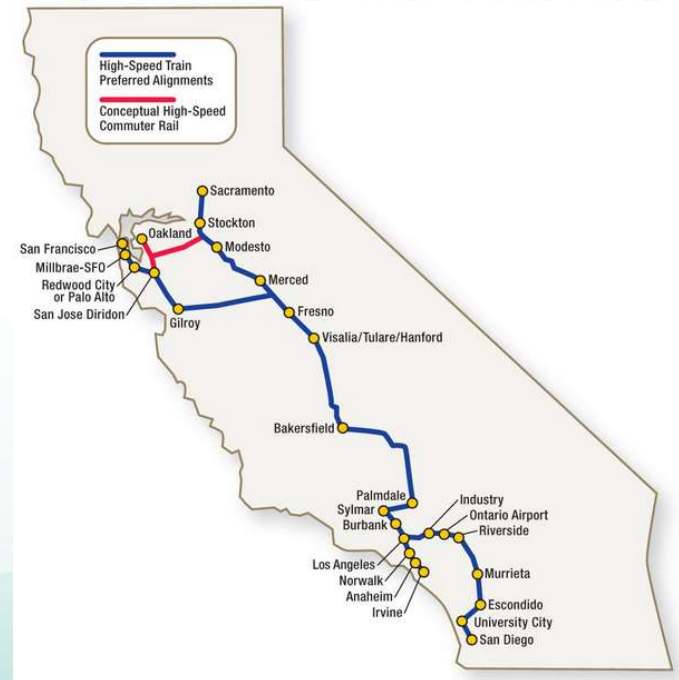 High-Speed Train
Preferred Alignments
Conceptual High-Speed
Commuter Rail
Sacramento
Stockton
Oakland
Modesto
San Francisco
Millbrae-SFO
Redwood City
or Palo Alto
San Jose Diridon
Merced
Gilroy
Fresno
Visalia/Tulare/Hanford
Bakersfield
Palmdale
Sylmar
Burbank
Industry
Ontario Airport
Riverside
Los Angeles
Norwalk
Anaheim
Irvine
Murrieta
Escondido
University City
San Diego